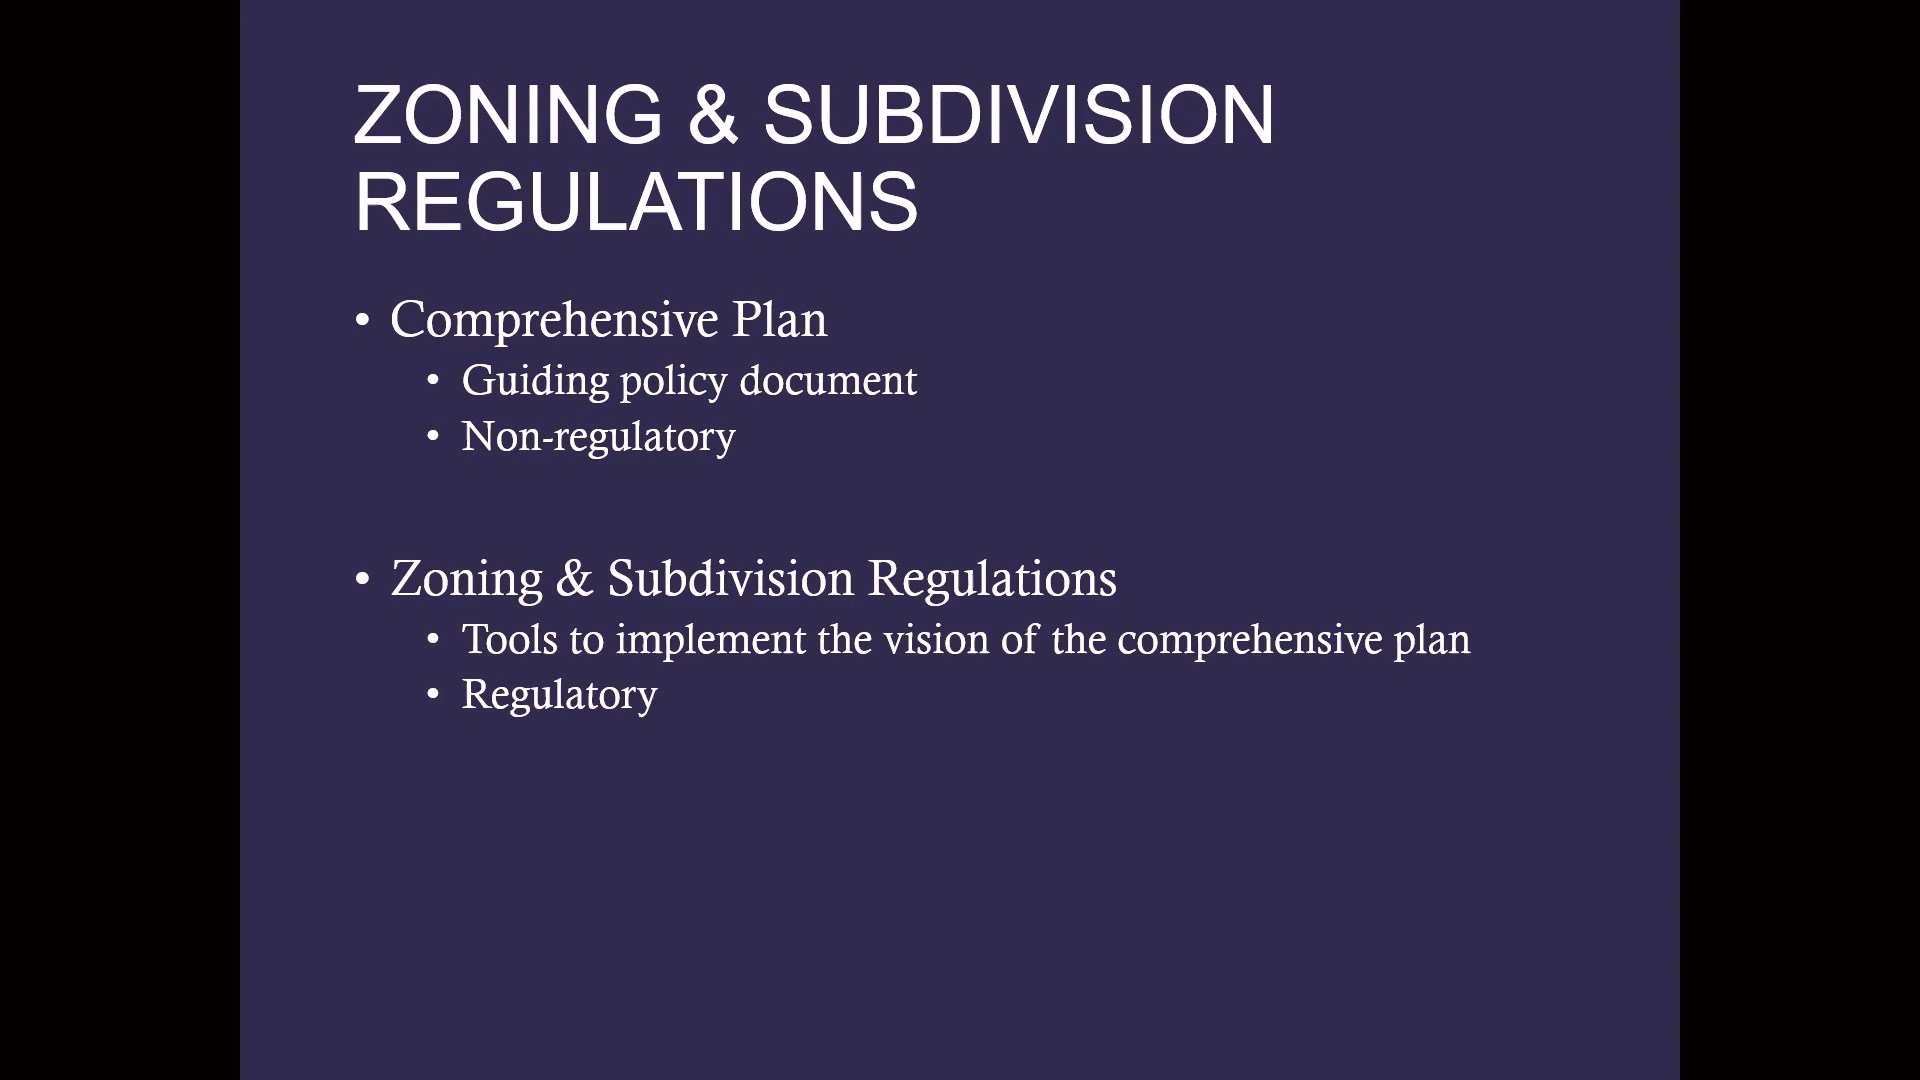 ZONING & SUBDIVISION
REGULATIONS
• Comprehensive Plan
• Guiding policy document
• Non-regulatory
• Zoning & Subdivision Regulations
• Tools to implement the vision of the comprehensive plan
• Regulatory